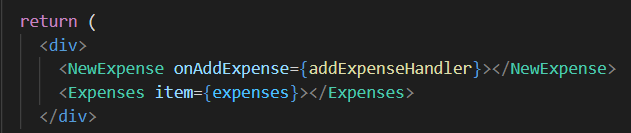 return (
<div>
<NewExpense onAddExpense={addExpenseHandler}></NewExpense>
<Expenses item={expenses}></Expenses>
</div>